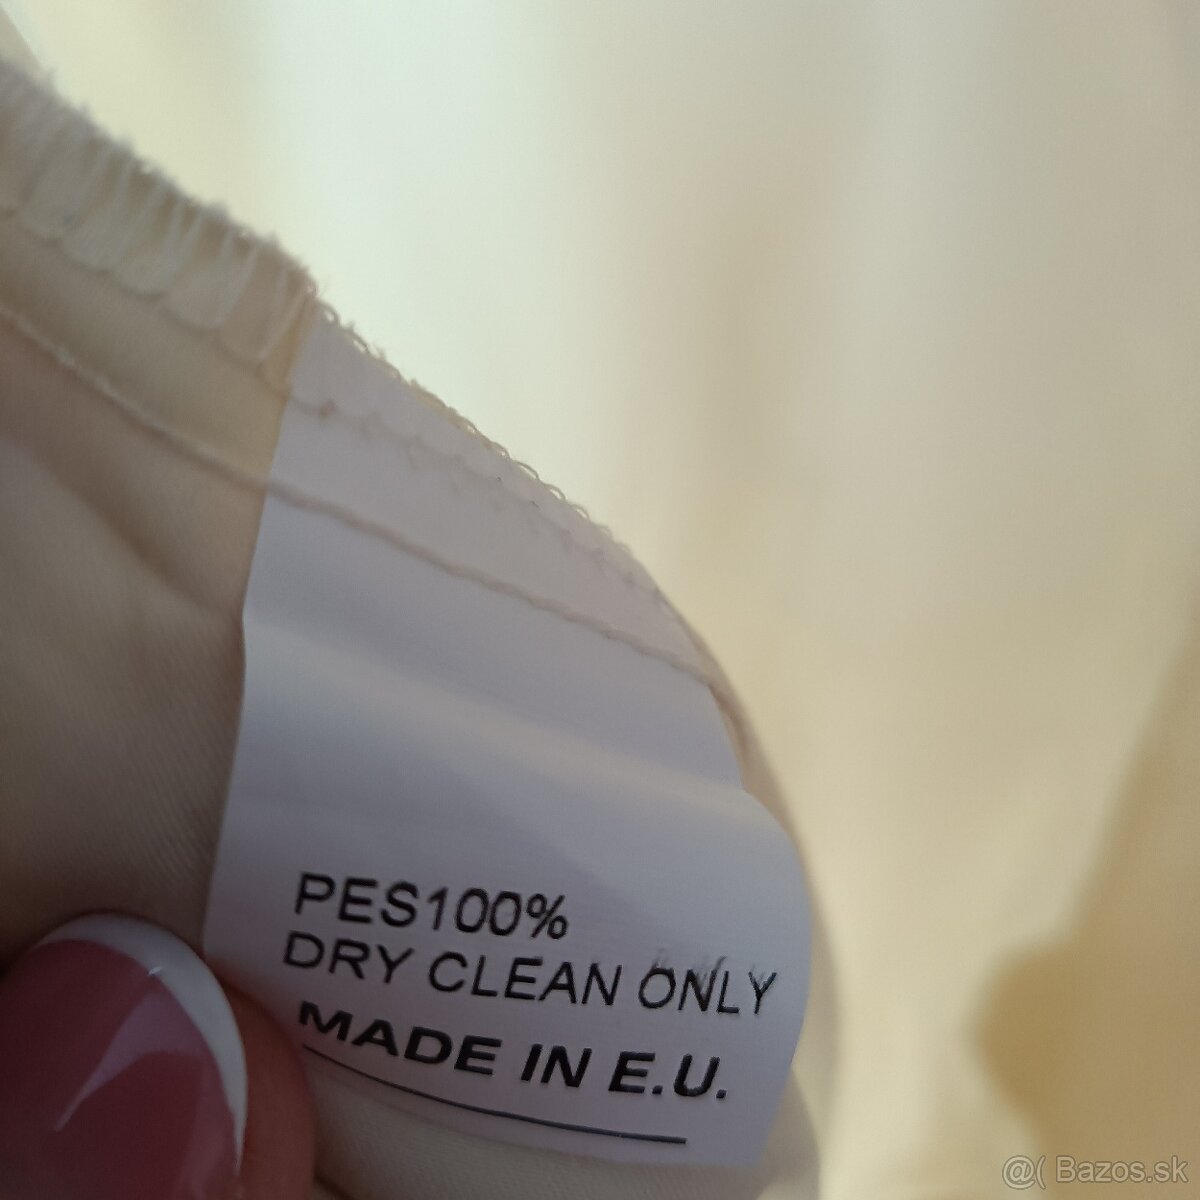 PES100%
DRY CLEAN ONLY
MADE IN E.U.
@( Bazos.sk